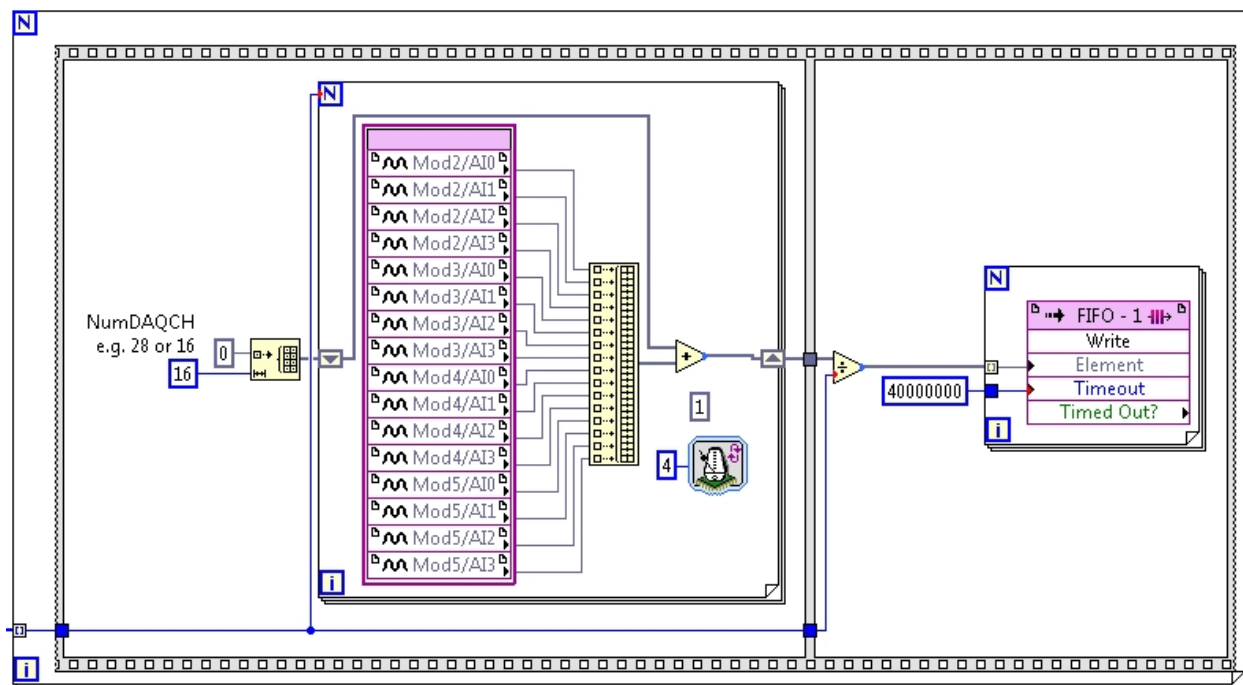 N
N
Mod2/AI0
Mod2/AI1
Mod2/AI2
Mod2/AI3
Mod3/AI0
Mod3/AI1
Mod3/AI2
Mod3/AI3
Mod4/AI0
Mod4/AI1
Mod4/AI2
Mod4/AI3
Mod5/AI0
Mod5/AI1
Mod5/AI2
Mod5/AI3
NumDAQCH
e.g. 28 or 16
0
16
i
+
1
4
÷
40000000
N
FIFO - 1
Write
Element
Timeout
Timed Out?
i
i